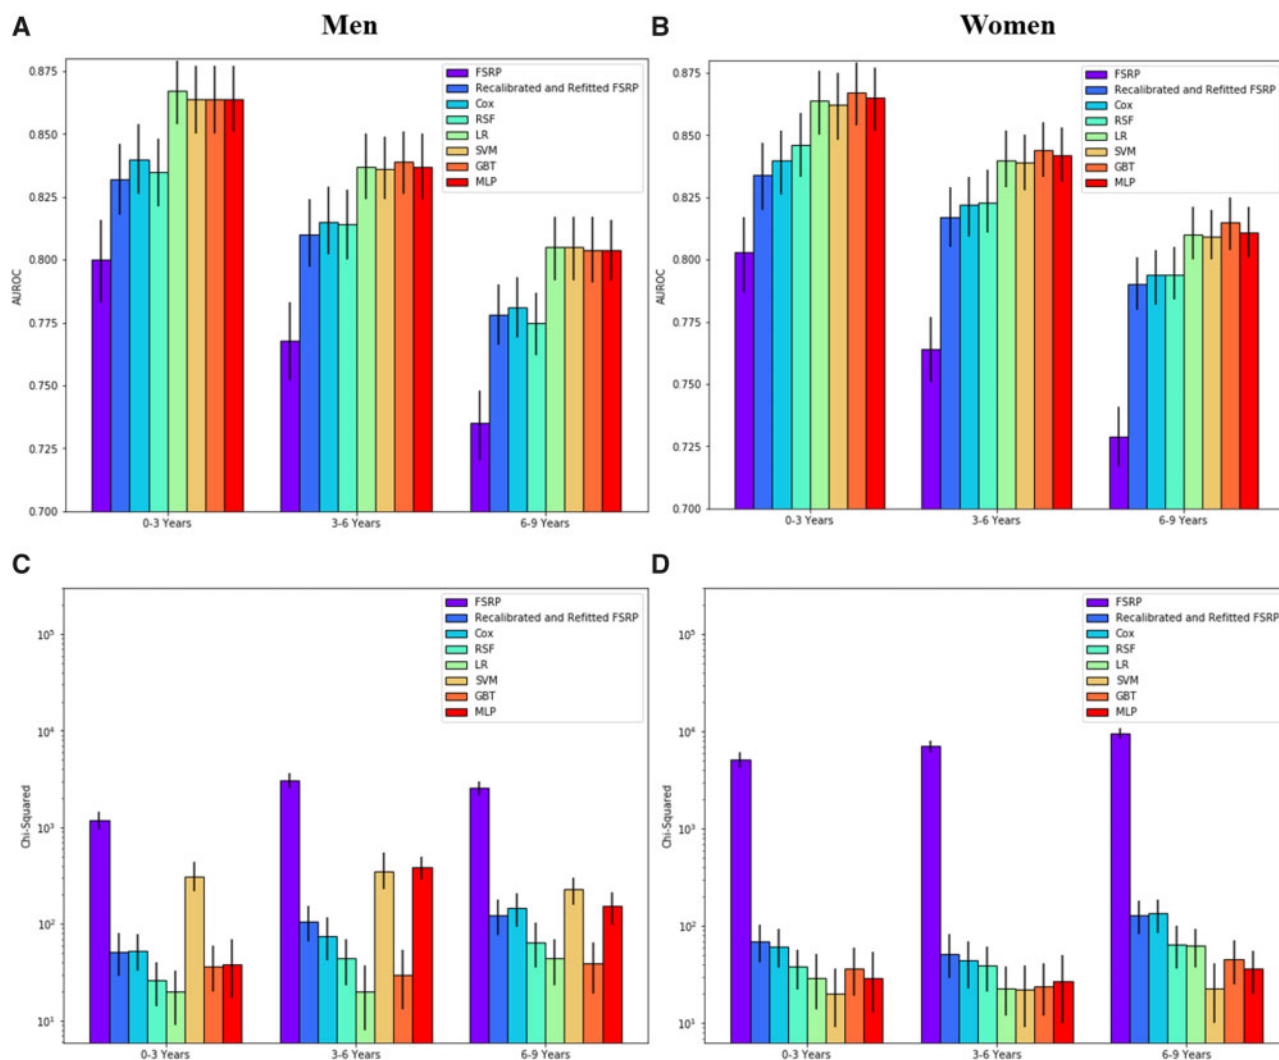 A
Men
B
Women
0.875
0.850
0.825
0.800
0.775
0.750
0.725
0.700
AUROC
FSRP
Recalibrated and Refitted FSRP
Cox
RSF
LR
SVM
GBT
MLP
0-3 Years
3-6 Years
6-9 Years
0.875
0.850
0.825
0.800
0.775
0.750
0.725
0.700
AUROC
FSRP
Recalibrated and Refitted FSRP
Cox
RSF
LR
SVM
GBT
MLP
0-3 Years
3-6 Years
6-9 Years
C
D
10⁵
10⁴
10³
10²
10¹
Chi-Squared
FSRP
Recalibrated and Refitted FSRP
Cox
RSF
LR
SVM
GBT
MLP
0-3 Years
3-6 Years
6-9 Years
10⁵
10⁴
10³
10²
10¹
Chi-Squared
FSRP
Recalibrated and Refitted FSRP
Cox
RSF
LR
SVM
GBT
MLP
0-3 Years
3-6 Years
6-9 Years